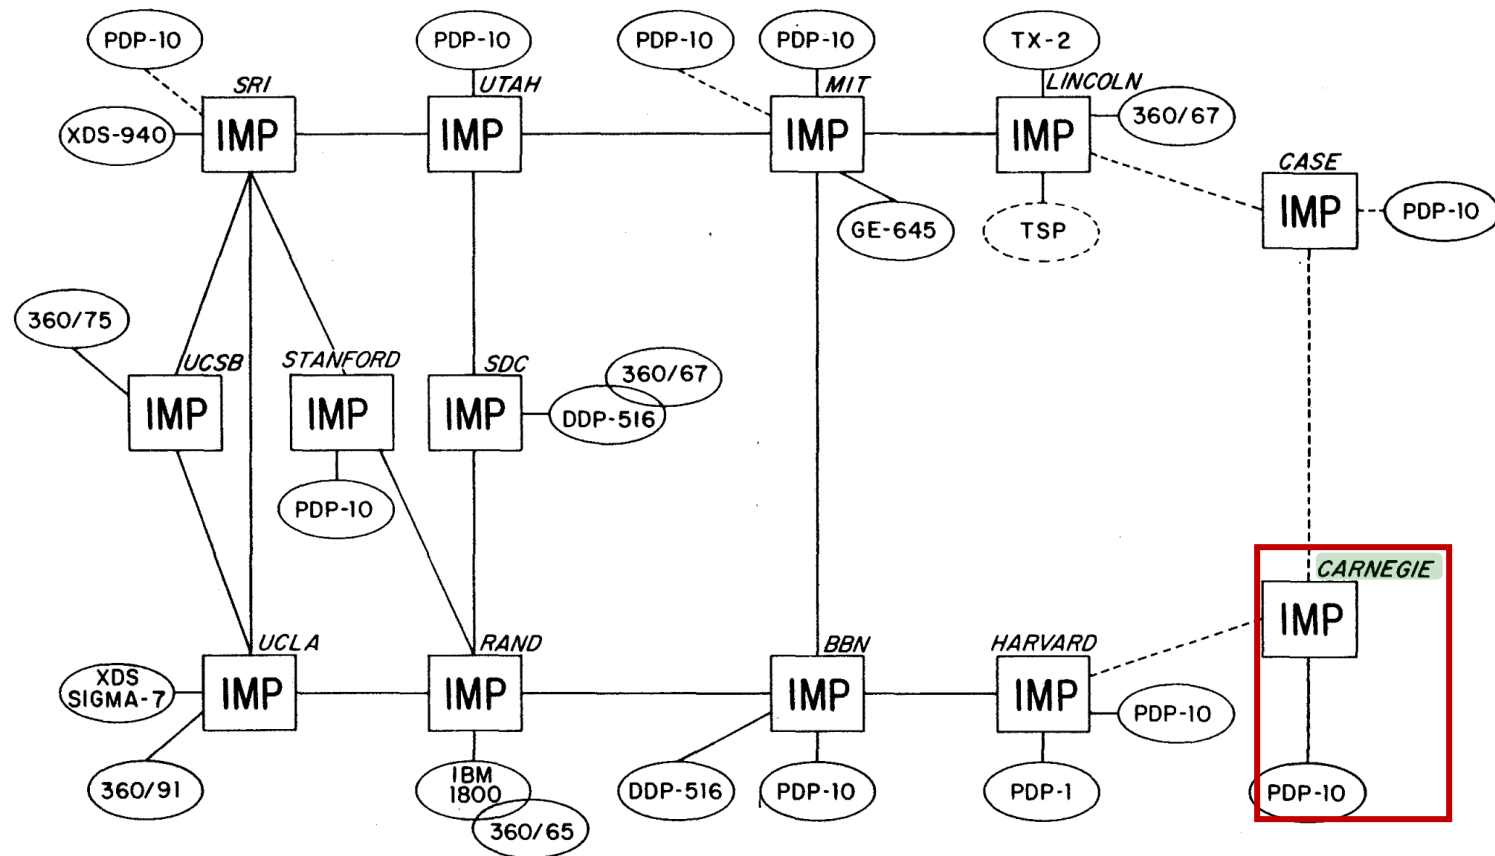 PDP-10
PDP-10
PDP-10
PDP-10
TX-2
SRI
UTAH
MIT
LINCOLN
XDS-940
IMP
IMP
IMP
IMP
360/67
CASE
IMP
PDP-10
GE-645
TSP
360/75
UCSB
STANFORD
SDC
360/67
IMP
IMP
IMP
DDP-516
PDP-10
CARNEGIE
IMP
UCLA
RAND
BBN
HARVARD
XDS
SIGMA-7
IMP
IMP
IMP
IMP
PDP-10
360/91
IBM
1800
DDP-516
PDP-10
PDP-1
PDP-10
360/65